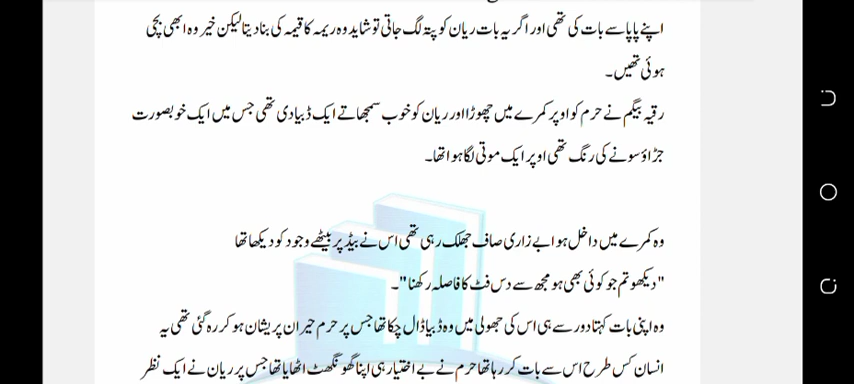 اپنے پاپا سے بات کی تھی اور اگر یہ بات ریان کو پتہ لگ جاتی تو شاید وہ ریمہ کا قیمہ کی بنا دیتا لیکن خیر وہ ابھی بچی
ہوئی تھیں۔
رقیہ بیگم نے حرم کو اوپر کمرے میں چھوڑا اور ریان کو خوب سمجھاتے ایک ڈبیا دی تھی جس میں ایک خوبصورت
جڑاؤ سونے کی رنگ تھی اوپر ایک موتی لگا ہوا تھا۔
وہ کمرے میں داخل ہوا بے زاری صاف جھلک رہی تھی اس نے بیڈ پر بیٹھے وجود کو دیکھا تھا
"دیکھو تم جو کوئی بھی ہو مجھ سے دس فٹ کا فاصلہ رکھنا"۔
وہ اپنی بات کہتا دور سے ہی اس کی جھولی میں وہ ڈبیا ڈال چکا تھا جس پر حرم حیران پریشان ہو کر رہ گئی تھی یہ
انسان کس طرح اس سے بات کر رہا تھا حرم نے بے اختیار ہی اپنا گھونگھٹ اٹھایا تھا جس پر ریان نے ایک نظر